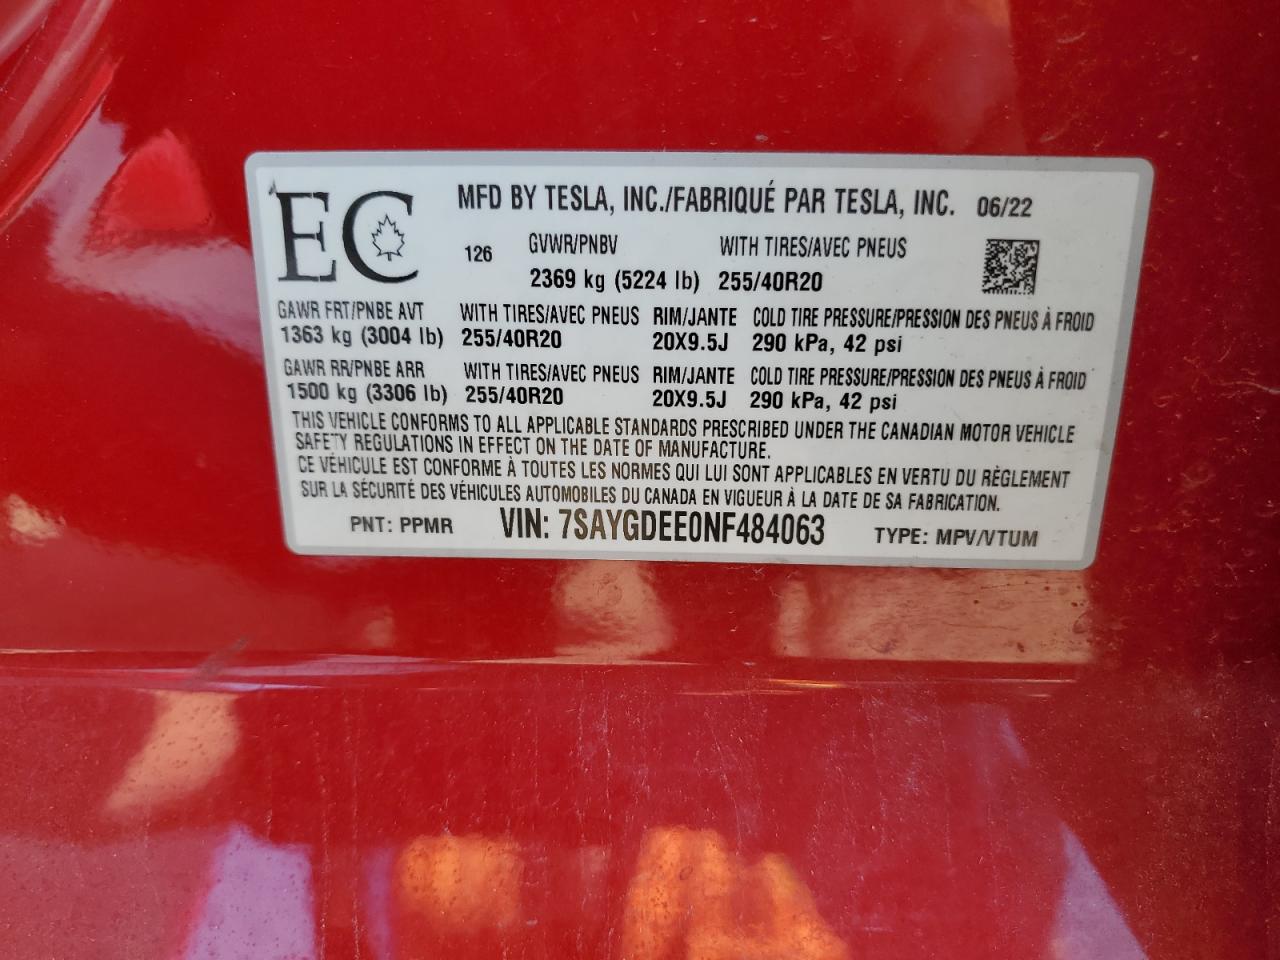 EC
MFD BY TESLA, INC./FABRIQUÉ PAR TESLA, INC. 06/22
126 GVWR/PNBV WITH TIRES/AVEC PNEUS
2369 kg (5224 lb) 255/40R20
GAWR FRT/PNBE AVT WITH TIRES/AVEC PNEUS RIM/JANTE COLD TIRE PRESSURE/PRESSION DES PNEUS À FROID
1363 kg (3004 lb) 255/40R20 20X9.5J 290 kPa, 42 psi
GAWR RR/PNBE ARR WITH TIRES/AVEC PNEUS RIM/JANTE COLD TIRE PRESSURE/PRESSION DES PNEUS À FROID
1500 kg (3306 lb) 255/40R20 20X9.5J 290 kPa, 42 psi
THIS VEHICLE CONFORMS TO ALL APPLICABLE STANDARDS PRESCRIBED UNDER THE CANADIAN MOTOR VEHICLE
SAFETY REGULATIONS IN EFFECT ON THE DATE OF MANUFACTURE.
CE VÉHICULE EST CONFORME À TOUTES LES NORMES QUI LUI SONT APPLICABLES EN VERTU DU RÈGLEMENT
SUR LA SÉCURITÉ DES VÉHICULES AUTOMOBILES DU CANADA EN VIGUEUR À LA DATE DE SA FABRICATION.
PNT: PPMR VIN: 7SAYGDEE0NF484063 TYPE: MPV/VTUM